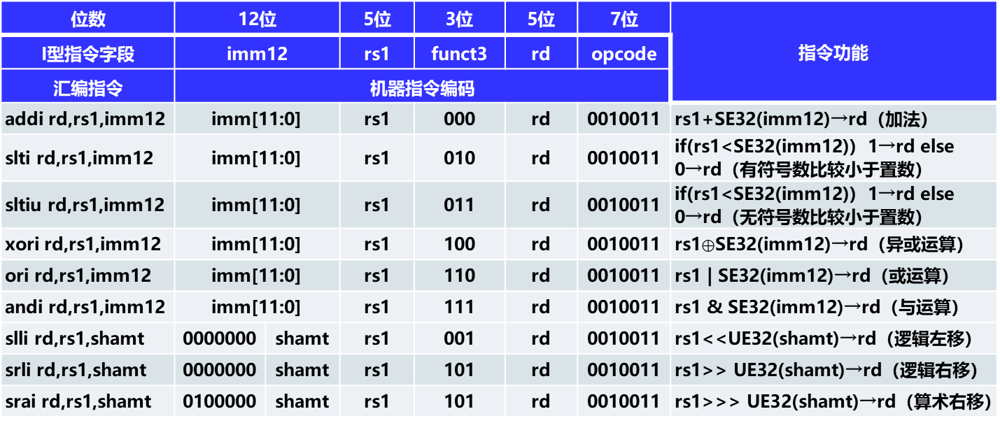 位数 12位 5位 3位 5位 7位 指令功能
I型指令字段 imm12 rs1 funct3 rd opcode
汇编指令 机器指令编码
addi rd,rs1,imm12 imm[11:0] rs1 000 rd 0010011 rs1+SE32(imm12)→rd（加法）
slti rd,rs1,imm12 imm[11:0] rs1 010 rd 0010011 if(rs1<SE32(imm12)) 1→rd else
0→rd（有符号数比较小于置数）
sltiu rd,rs1,imm12 imm[11:0] rs1 011 rd 0010011 if(rs1<SE32(imm12)) 1→rd else
0→rd（无符号数比较小于置数）
xori rd,rs1,imm12 imm[11:0] rs1 100 rd 0010011 rs1⊕SE32(imm12)→rd（异或运算）
ori rd,rs1,imm12 imm[11:0] rs1 110 rd 0010011 rs1 | SE32(imm12)→rd（或运算）
andi rd,rs1,imm12 imm[11:0] rs1 111 rd 0010011 rs1 & SE32(imm12)→rd（与运算）
slli rd,rs1,shamt 0000000 shamt rs1 001 rd 0010011 rs1<<UE32(shamt)→rd（逻辑左移）
srli rd,rs1,shamt 0000000 shamt rs1 101 rd 0010011 rs1>> UE32(shamt)→rd（逻辑右移）
srai rd,rs1,shamt 0100000 shamt rs1 101 rd 0010011 rs1>>> UE32(shamt)→rd（算术右移）